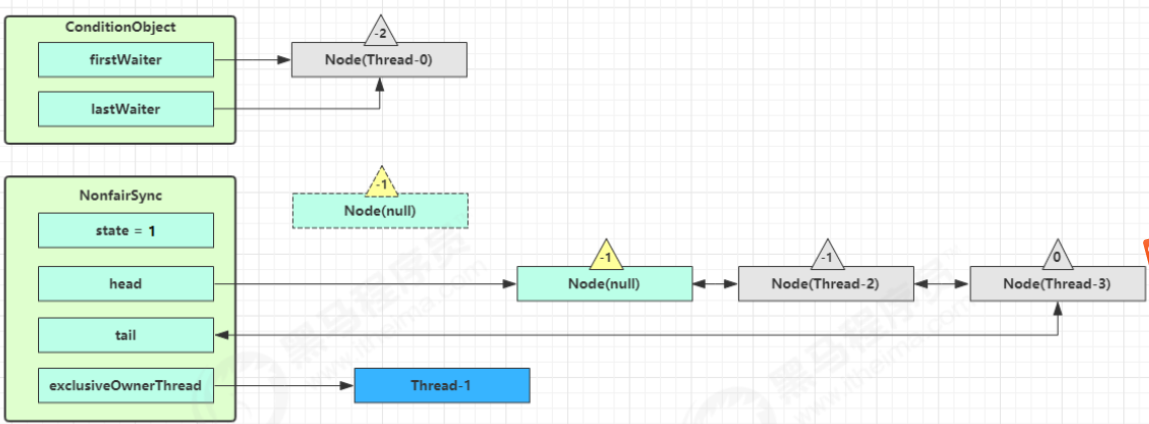 ConditionObject
-2
firstWaiter
Node(Thread-0)
lastWaiter
NonfairSync
-1
Node(null)
state = 1
-1
-1
0
head
Node(null)
Node(Thread-2)
Node(Thread-3)
tail
exclusiveOwnerThread
Thread-1
黑马程序员
www.itheima.com
黑马程序员
www.itheima.com